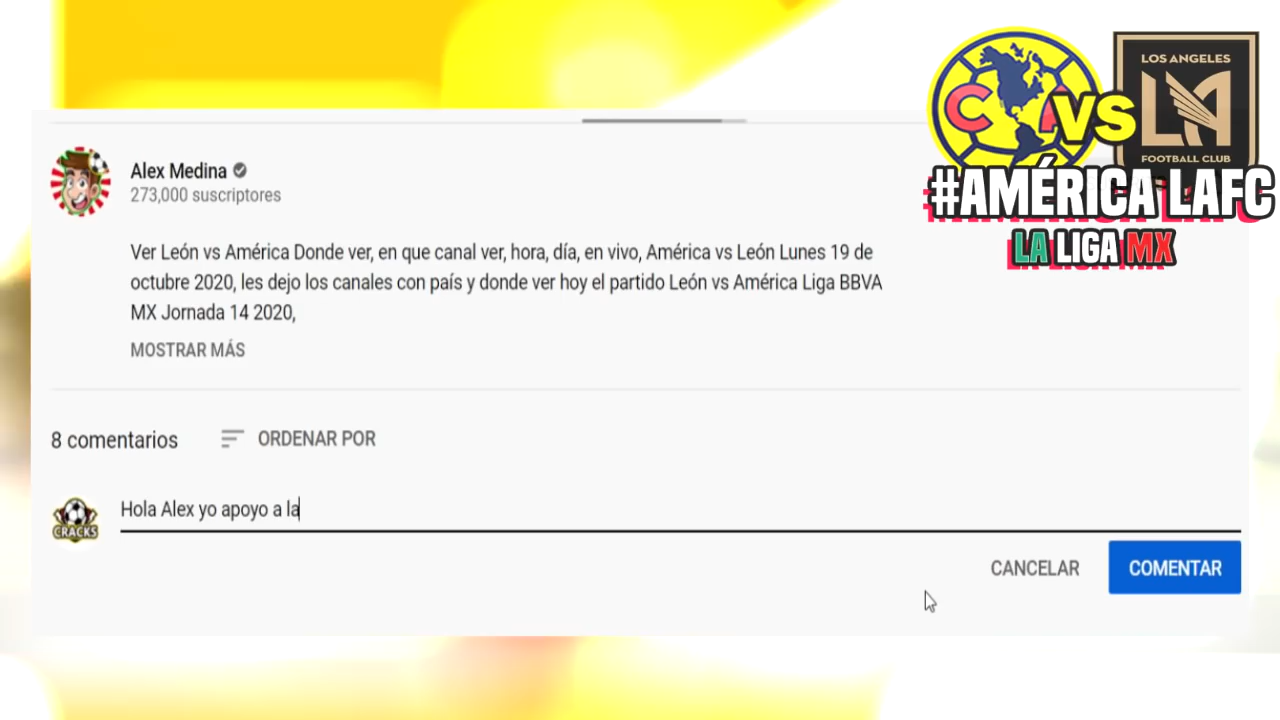 LOS ANGELES
FOOTBALL CLUB
CA vs
#AMÉRICA LAFC
LA LIGA MX
Alex Medina
273,000 suscriptores
Ver León vs América Donde ver, en que canal ver, hora, día, en vivo, América vs León Lunes 19 de
octubre 2020, les dejo los canales con país y donde ver hoy el partido León vs América Liga BBVA
MX Jornada 14 2020,
MOSTRAR MÁS
8 comentarios
ORDENAR POR
CRACKS
Hola Alex yo apoyo a la
CANCELAR
COMENTAR